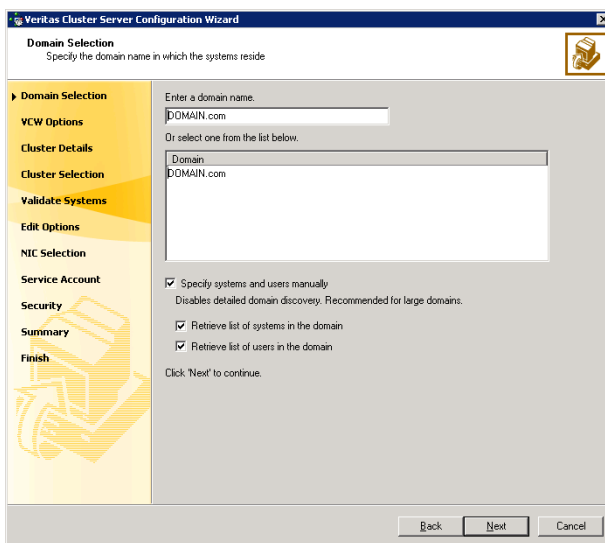 Veritas Cluster Server Configuration Wizard
Domain Selection
Specify the domain name in which the systems reside
Domain Selection
VCW Options
Cluster Details
Cluster Selection
Validate Systems
Edit Options
NIC Selection
Service Account
Security
Summary
Finish
Enter a domain name.
DOMAIN.com
Or select one from the list below.
Domain
DOMAIN.com
Specify systems and users manually
Disables detailed domain discovery. Recommended for large domains.
Retrieve list of systems in the domain
Retrieve list of users in the domain
Click 'Next' to continue.
Back
Next
Cancel